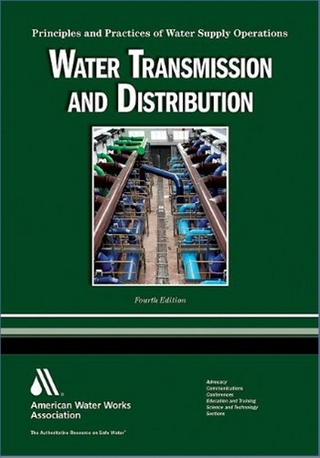 Principles and Practices of Water Supply Operations
WATER TRANSMISSION
AND DISTRIBUTION
Fourth Edition
American Water Works
Association
The Authoritative Resource on Safe Water®
Advocacy
Communications
Conferences
Education and Training
Science and Technology
Sections